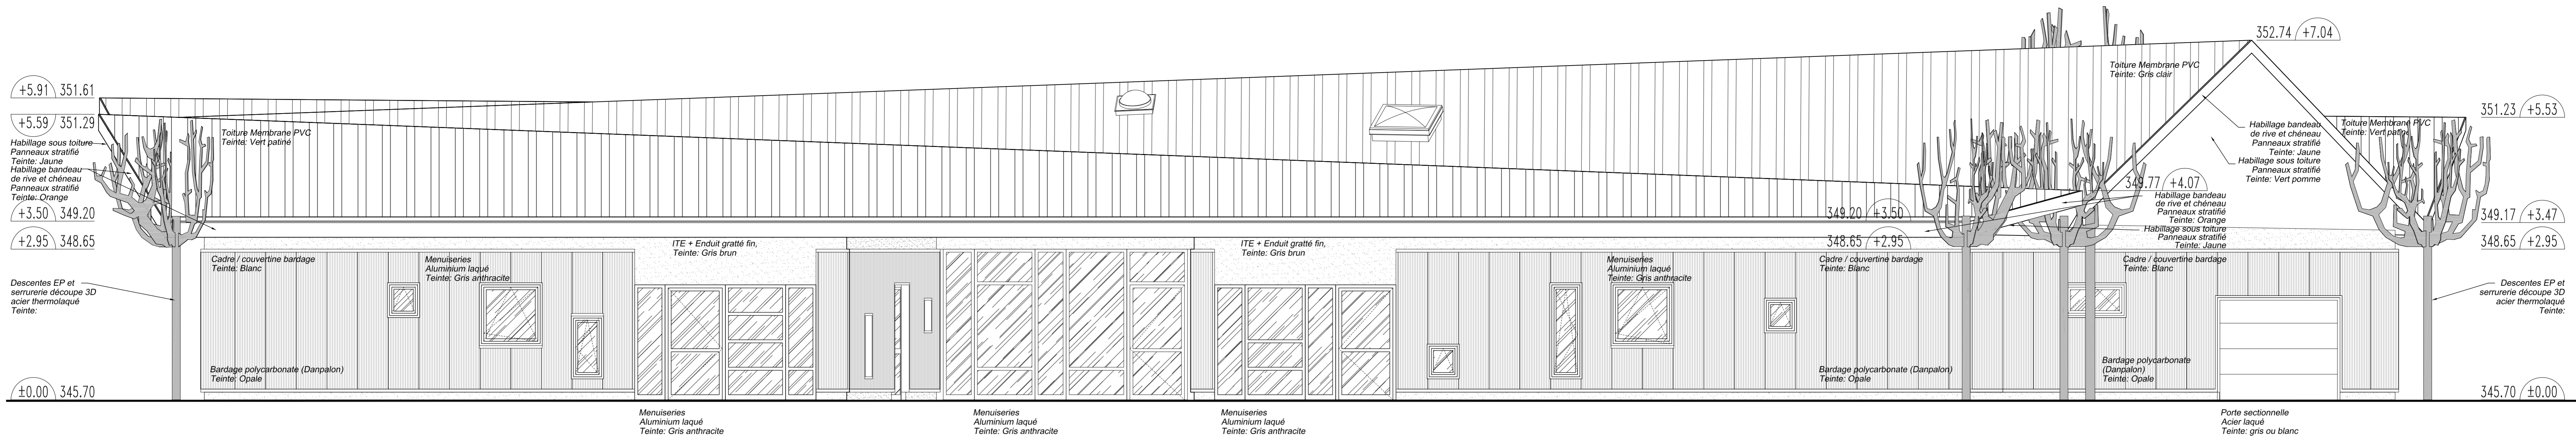 352.74 +7.04
Toiture Membrane PVC
Teinte: Gris clair
+5.91 351.61
+5.59 351.29
351.23 +5.53
Toiture Membrane PVC
Teinte: Vert patiné
Toiture Membrane PVC
Teinte: Vert patiné
Habillage sous toiture
Panneaux stratifié
Teinte: Jaune
Habillage bandeau
de rive et chéneau
Panneaux stratifié
Teinte: Orange
Habillage bandeau
de rive et chéneau
Panneaux stratifié
Teinte: Jaune
Habillage sous toiture
Panneaux stratifié
Teinte: Vert pomme
349.77 +4.07
Habillage bandeau
de rive et chéneau
Panneaux stratifié
Teinte: Orange
Habillage sous toiture
Panneaux stratifié
Teinte: Jaune
+3.50 349.20
349.20 +3.50
349.17 +3.47
+2.95 348.65
348.65 +2.95
348.65 +2.95
ITE + Enduit gratté fin,
Teinte: Gris brun
ITE + Enduit gratté fin,
Teinte: Gris brun
Cadre / couvertine bardage
Teinte: Blanc
Menuiseries
Aluminium laqué
Teinte: Gris anthracite
Menuiseries
Aluminium laqué
Teinte: Gris anthracite
Cadre / couvertine bardage
Teinte: Blanc
Cadre / couvertine bardage
Teinte: Blanc
Descentes EP et
serrurerie découpe 3D
acier thermolaqué
Teinte:
Descentes EP et
serrurerie découpe 3D
acier thermolaqué
Teinte:
Bardage polycarbonate (Danpalon)
Teinte: Opale
Bardage polycarbonate (Danpalon)
Teinte: Opale
Bardage polycarbonate
(Danpalon)
Teinte: Opale
±0.00 345.70
345.70 ±0.00
Menuiseries
Aluminium laqué
Teinte: Gris anthracite
Menuiseries
Aluminium laqué
Teinte: Gris anthracite
Menuiseries
Aluminium laqué
Teinte: Gris anthracite
Porte sectionnelle
Acier laqué
Teinte: gris ou blanc